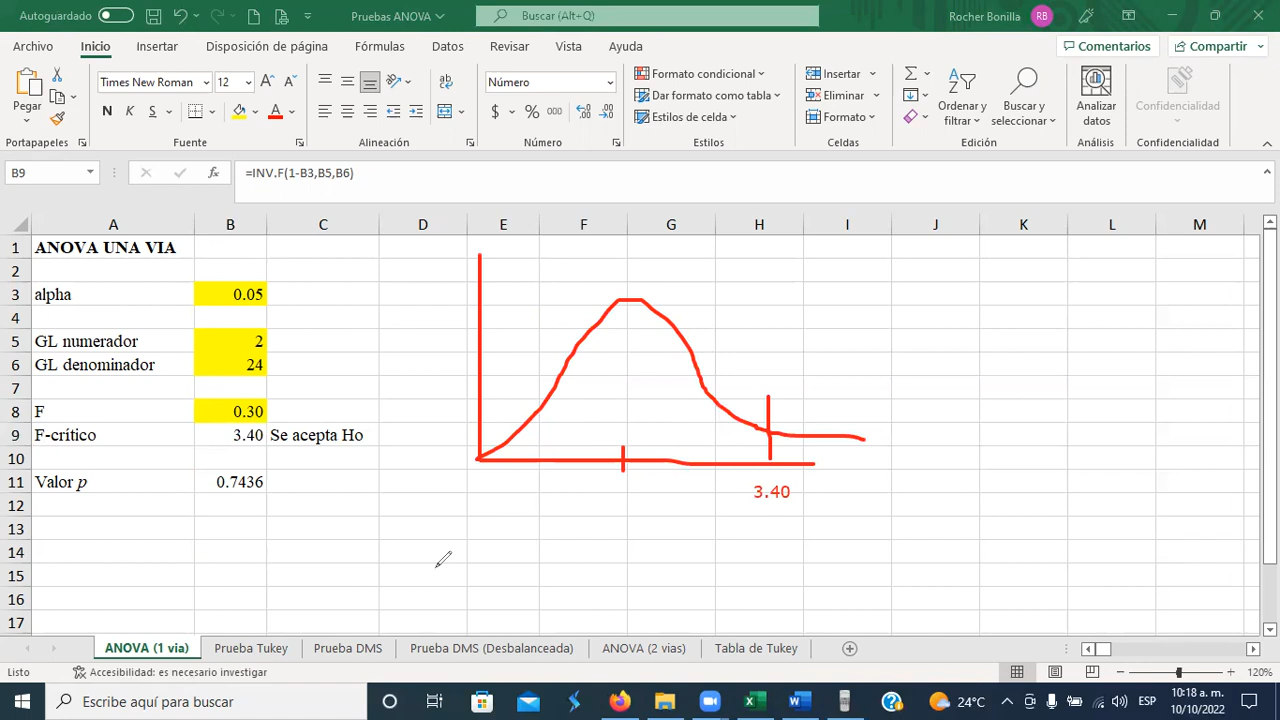 Autoguardado
Pruebas ANOVA
Buscar (Alt+Q)
Rocher Bonilla
RB
Archivo
Inicio
Insertar
Disposición de página
Fórmulas
Datos
Revisar
Vista
Ayuda
Comentarios
Compartir
Pegar
Times New Roman
12
N K S
ab
Número
$ % 000
Formato condicional
Dar formato como tabla
Estilos de celda
Insertar
Eliminar
Formato
Ordenar y filtrar
Buscar y seleccionar
Analizar datos
Confidencialidad
Portapapeles
Fuente
Alineación
Número
Estilos
Celdas
Edición
Análisis
Confidencialidad
B9
fx
=INV.F(1-B3,B5,B6)
A B C D E F G H I J K L M
1 ANOVA UNA VIA
2
3 alpha 0.05
4
5 GL numerador 2
6 GL denominador 24
7
8 F 0.30
9 F-crítico 3.40 Se acepta Ho
10
11 Valor p 0.7436
3.40
12
13
14
15
16
17
ANOVA (1 via)
Prueba Tukey
Prueba DMS
Prueba DMS (Desbalanceada)
ANOVA (2 vias)
Tabla de Tukey
Listo
Accesibilidad: es necesario investigar
120%
Escribe aquí para buscar
24°C
ESP
10:18 a. m.
10/10/2022